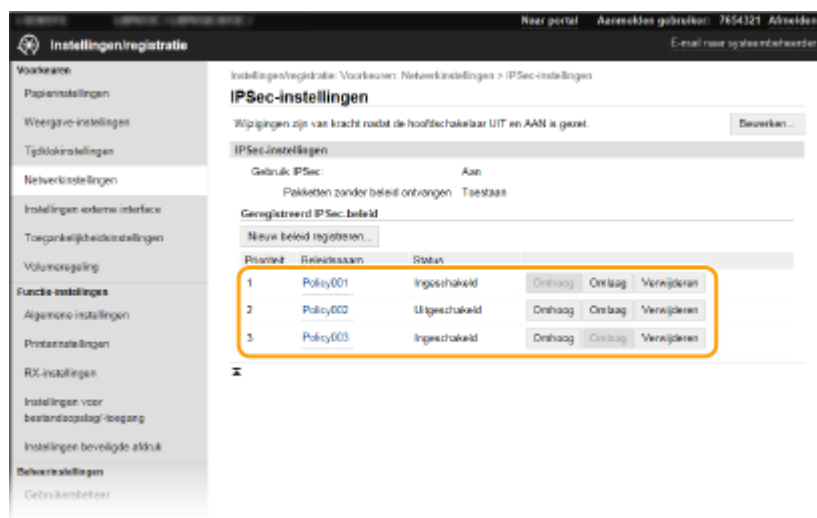 Naar portal Aanmelden gebruiker: 7654321 Afmelden
Instellingen/registratie
E-mail naar systeembeheerder
Voorkeuren
Papierinstellingen
Weergave-instellingen
Tijdklokinstellingen
Netwerkinstellingen
Instellingen externe interface
Toegankelijkheidsinstellingen
Volumeregeling
Functie-instellingen
Algemene instellingen
Printerinstellingen
RX-instellingen
Instellingen voor
bestandsopslag/-toegang
Instellingen beveiligde afdruk
Beheerinstellingen
Gebruikersbeheer
Instellingen/registratie: Voorkeuren: Netwerkinstellingen > IPSec-instellingen
IPSec-instellingen
Wijzigingen zijn van kracht nadat de hoofdschakelaar UIT en AAN is gezet.
Bewerken...
IPSec-instellingen
Gebruik IPSec: Aan
Pakketten zonder beleid ontvangen Toestaan
Geregistreerd IPSec-beleid
Nieuw beleid registreren...
Prioriteit Beleidsnaam Status
1 Policy001 Ingeschakeld Omhoog Omlaag Verwijderen
2 Policy002 Uitgeschakeld Omhoog Omlaag Verwijderen
3 Policy003 Ingeschakeld Omhoog Omlaag Verwijderen